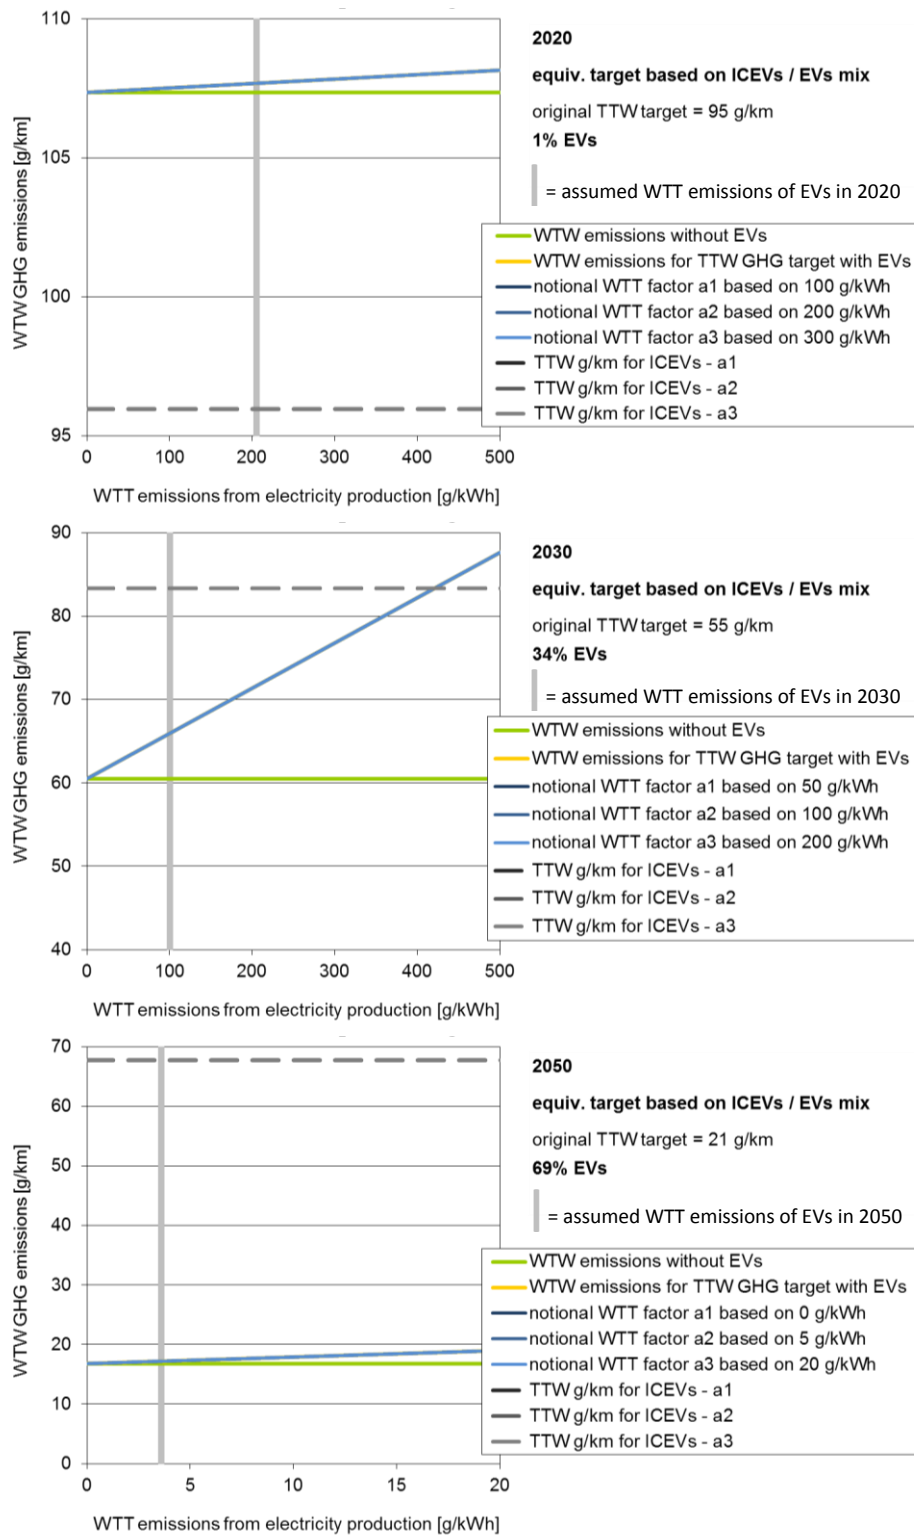 110
105
100
95
WTW GHG emissions [g/km]
0 100 200 300 400 500
WTT emissions from electricity production [g/kWh]
2020
equiv. target based on ICEVs / EVs mix
original TTW target = 95 g/km
1% EVs
= assumed WTT emissions of EVs in 2020
WTW emissions without EVs
WTW emissions for TTW GHG target with EVs
notional WTT factor a1 based on 100 g/kWh
notional WTT factor a2 based on 200 g/kWh
notional WTT factor a3 based on 300 g/kWh
TTW g/km for ICEVs - a1
TTW g/km for ICEVs - a2
TTW g/km for ICEVs - a3
90
80
70
60
50
40
WTW GHG emissions [g/km]
0 100 200 300 400 500
WTT emissions from electricity production [g/kWh]
2030
equiv. target based on ICEVs / EVs mix
original TTW target = 55 g/km
34% EVs
= assumed WTT emissions of EVs in 2030
WTW emissions without EVs
WTW emissions for TTW GHG target with EVs
notional WTT factor a1 based on 50 g/kWh
notional WTT factor a2 based on 100 g/kWh
notional WTT factor a3 based on 200 g/kWh
TTW g/km for ICEVs - a1
TTW g/km for ICEVs - a2
TTW g/km for ICEVs - a3
70
60
50
40
30
20
10
0
WTW GHG emissions [g/km]
0 5 10 15 20
WTT emissions from electricity production [g/kWh]
2050
equiv. target based on ICEVs / EVs mix
original TTW target = 21 g/km
69% EVs
= assumed WTT emissions of EVs in 2050
WTW emissions without EVs
WTW emissions for TTW GHG target with EVs
notional WTT factor a1 based on 0 g/kWh
notional WTT factor a2 based on 5 g/kWh
notional WTT factor a3 based on 20 g/kWh
TTW g/km for ICEVs - a1
TTW g/km for ICEVs - a2
TTW g/km for ICEVs - a3